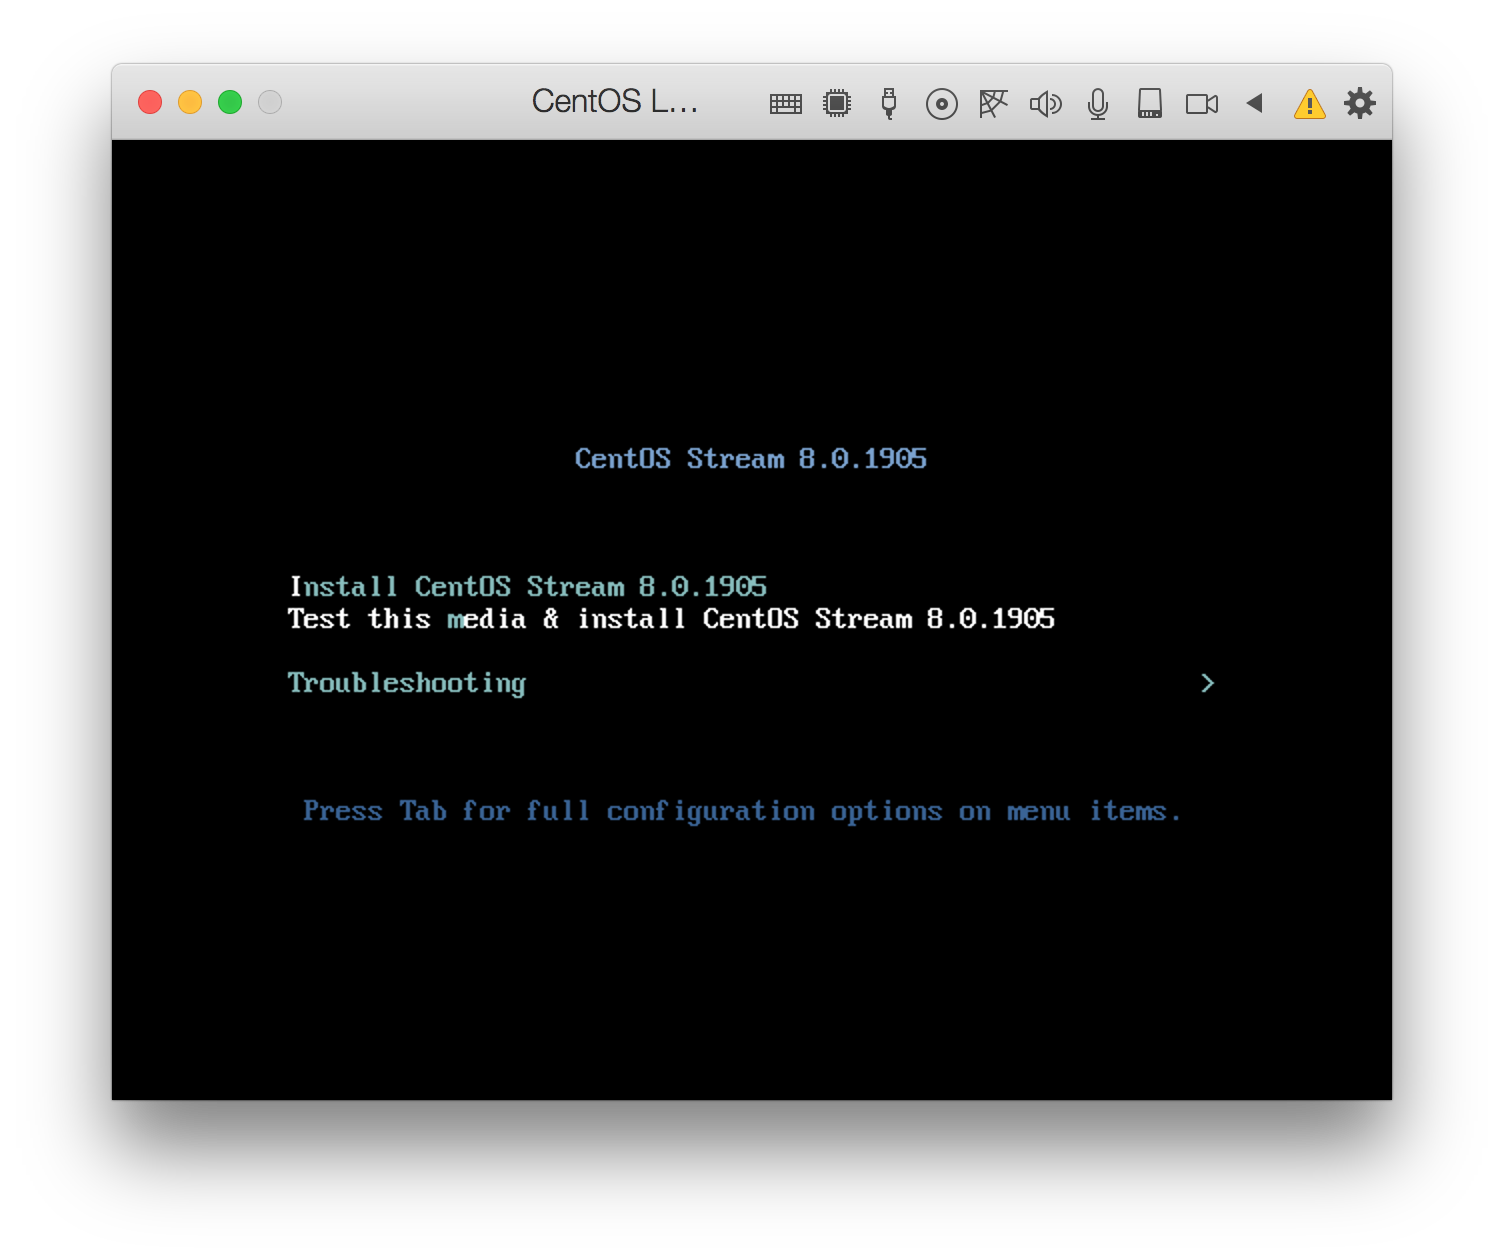 CentOS L...
CentOS Stream 8.0.1905
Install CentOS Stream 8.0.1905
Test this media & install CentOS Stream 8.0.1905
Troubleshooting >
Press Tab for full configuration options on menu items.